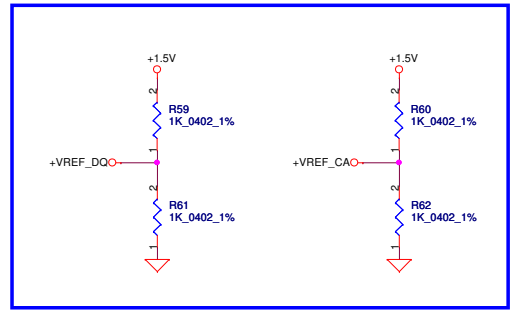 +1.5V
2
R59
1K_0402_1%
1
+VREF_DQ
2
R61
1K_0402_1%
1
+1.5V
2
R60
1K_0402_1%
1
+VREF_CA
2
R62
1K_0402_1%
1